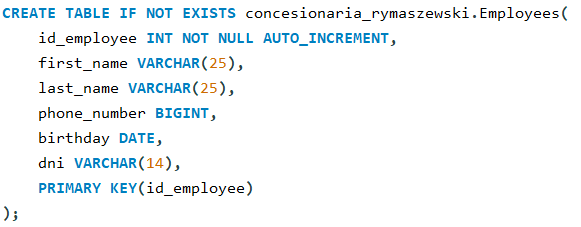 CREATE TABLE IF NOT EXISTS concesionaria_rymaszewski.Employees(
    id_employee INT NOT NULL AUTO_INCREMENT,
    first_name VARCHAR(25),
    last_name VARCHAR(25),
    phone_number BIGINT,
    birthday DATE,
    dni VARCHAR(14),
    PRIMARY KEY(id_employee)
);